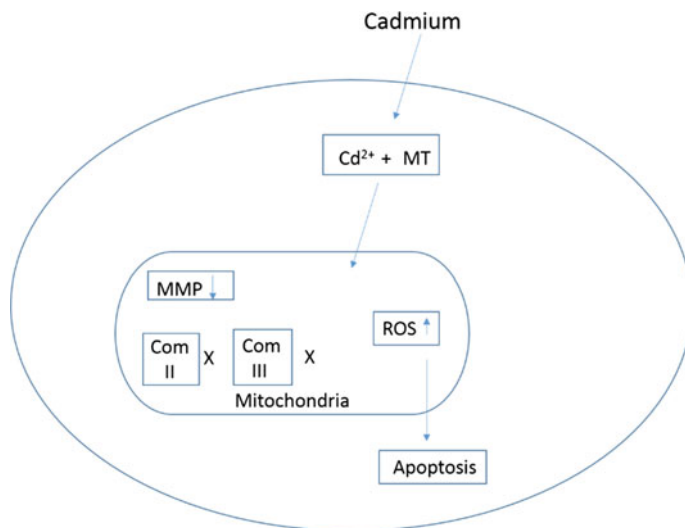 Cadmium
Cd²⁺ + MT
MMP ↓
ROS ↑
Com
II
X
Com
III
X
Mitochondria
Apoptosis